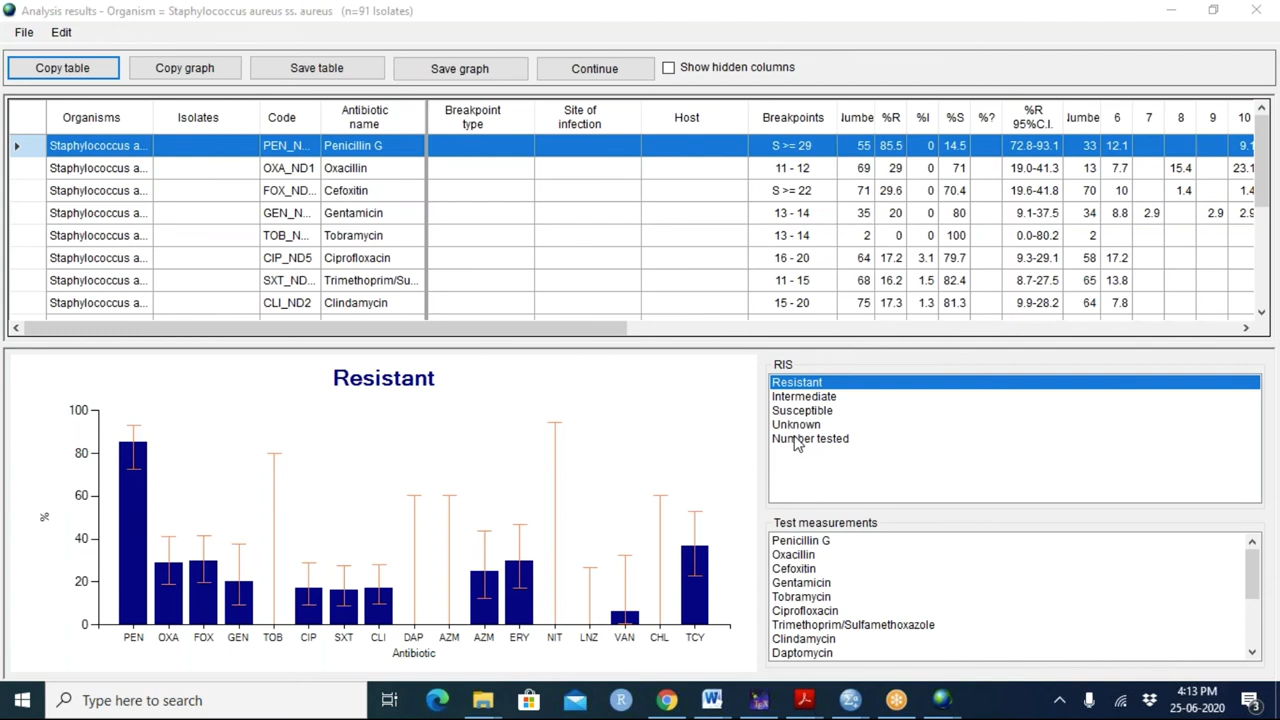 Analysis results - Organism = Staphylococcus aureus ss. aureus (n=91 Isolates)
File Edit
Copy table Copy graph Save table Save graph Continue Show hidden columns
Organisms Isolates Code Antibiotic name Breakpoint type Site of infection Host Breakpoints Jumbe %R %I %S %? %R 95%C.I. Jumbe 6 7 8 9 10
Staphylococcus a... PEN_N... Penicillin G S >= 29 55 85.5 0 14.5 72.8-93.1 33 12.1 9.1
Staphylococcus a... OXA_ND1 Oxacillin 11 - 12 69 29 0 71 19.0-41.3 13 7.7 15.4 23.1
Staphylococcus a... FOX_ND... Cefoxitin S >= 22 71 29.6 0 70.4 19.6-41.8 70 10 1.4 1.4
Staphylococcus a... GEN_N... Gentamicin 13 - 14 35 20 0 80 9.1-37.5 34 8.8 2.9 2.9 2.9
Staphylococcus a... TOB_N... Tobramycin 13 - 14 2 0 0 100 0.0-80.2 2
Staphylococcus a... CIP_ND5 Ciprofloxacin 16 - 20 64 17.2 3.1 79.7 9.3-29.1 58 17.2
Staphylococcus a... SXT_ND... Trimethoprim/Su... 11 - 15 68 16.2 1.5 82.4 8.7-27.5 65 13.8
Staphylococcus a... CLI_ND2 Clindamycin 15 - 20 75 17.3 1.3 81.3 9.9-28.2 64 7.8
Resistant
100
80
60
%
40
20
0
PEN OXA FOX GEN TOB CIP SXT CLI DAP AZM AZM ERY NIT LNZ VAN CHL TCY
Antibiotic
RIS
Resistant
Intermediate
Susceptible
Unknown
Number tested
Test measurements
Penicillin G
Oxacillin
Cefoxitin
Gentamicin
Tobramycin
Ciprofloxacin
Trimethoprim/Sulfamethoxazole
Clindamycin
Daptomycin
Type here to search
4:13 PM
25-06-2020
3